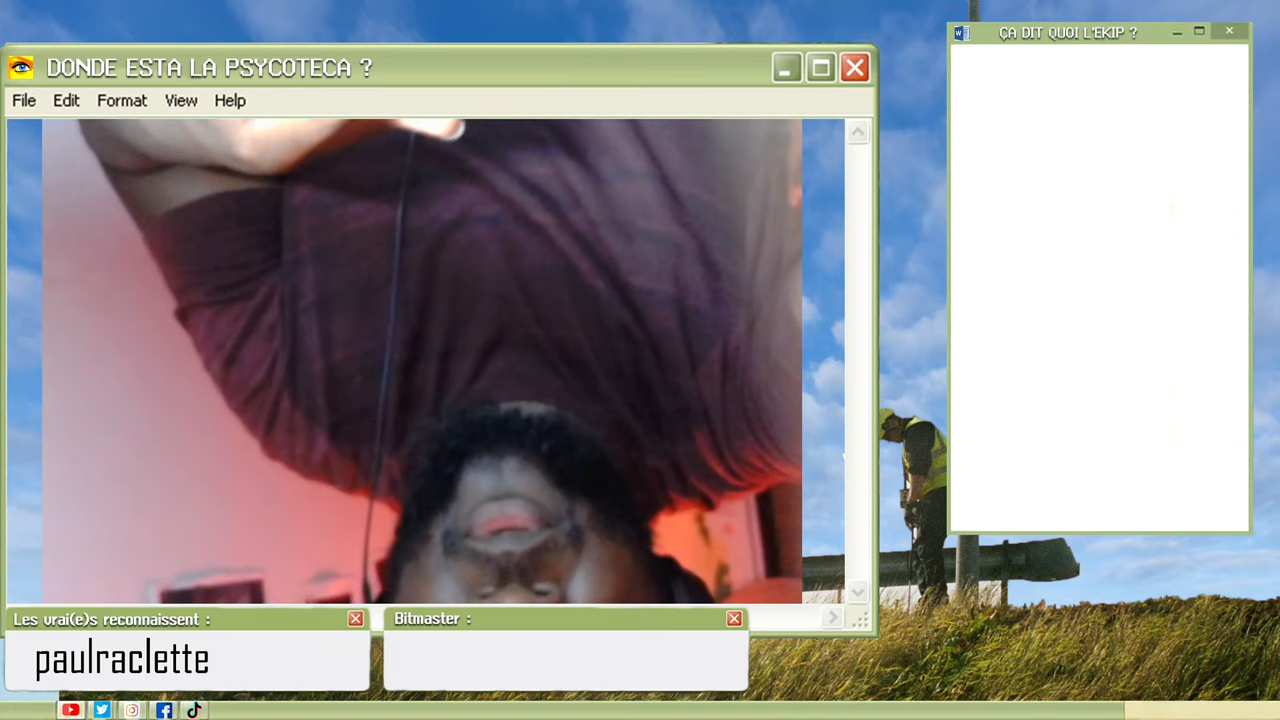 DONDE ESTA LA PSYCOTECA ?
File Edit Format View Help
ÇA DIT QUOI L'EKIP ?
Les vrai(e)s reconnaissent :
paulraclette
Bitmaster :